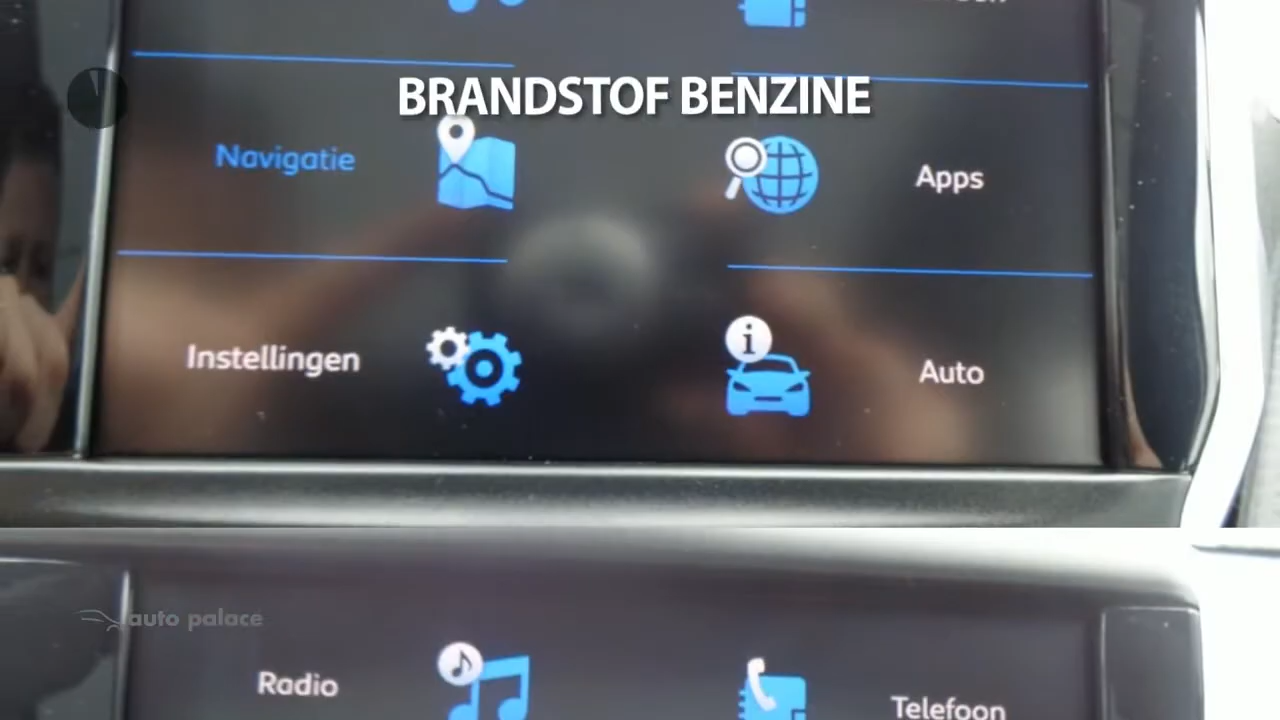 BRANDSTOF BENZINE
Navigatie
Apps
Instellingen
i
Auto
auto palace
Radio
Telefoon